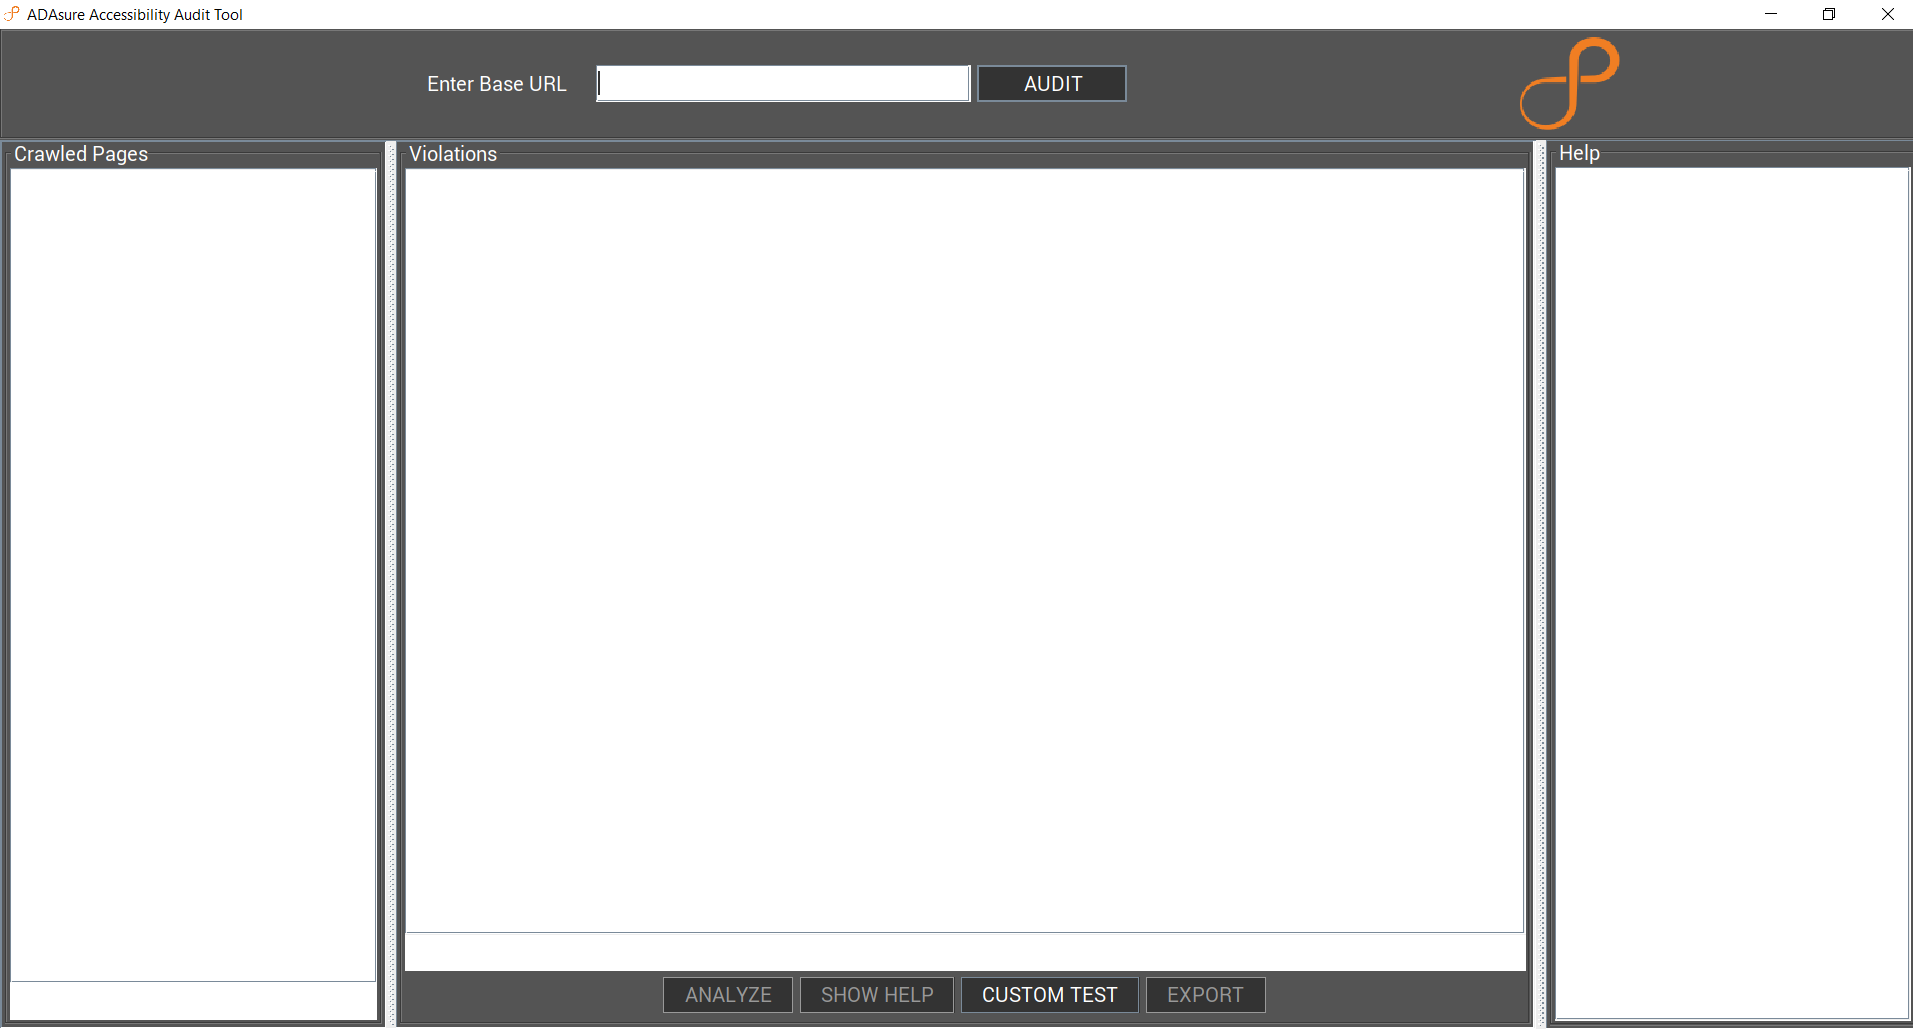 ADAsure Accessibility Audit Tool
Enter Base URL
AUDIT
Crawled Pages
Violations
Help
ANALYZE
SHOW HELP
CUSTOM TEST
EXPORT